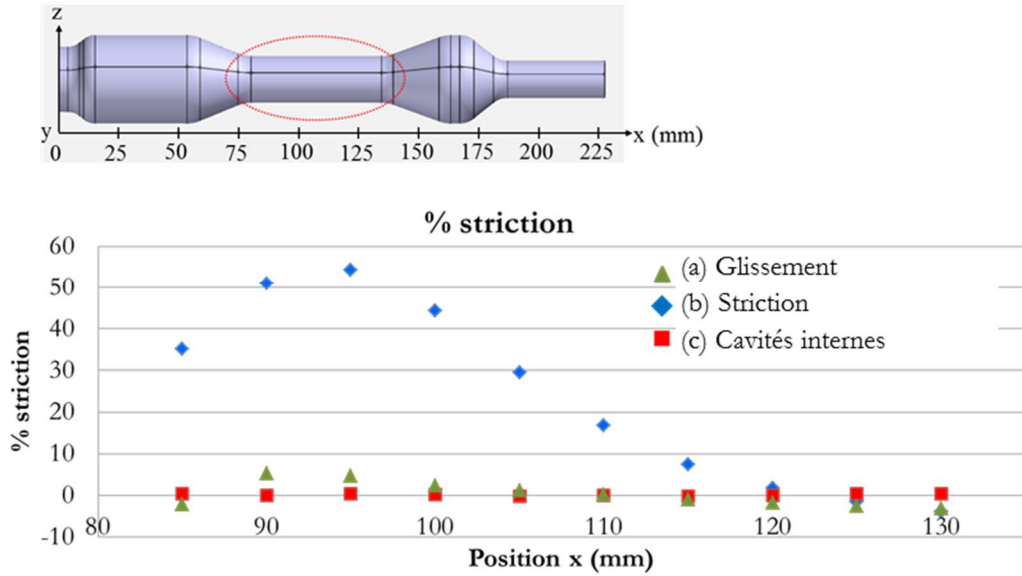 z
y
x (mm)
0 25 50 75 100 125 150 175 200 225
% striction
60
50
40
30
20
10
0
-10
% striction
(a) Glissement
(b) Striction
(c) Cavités internes
80 90 100 110 120 130
Position x (mm)